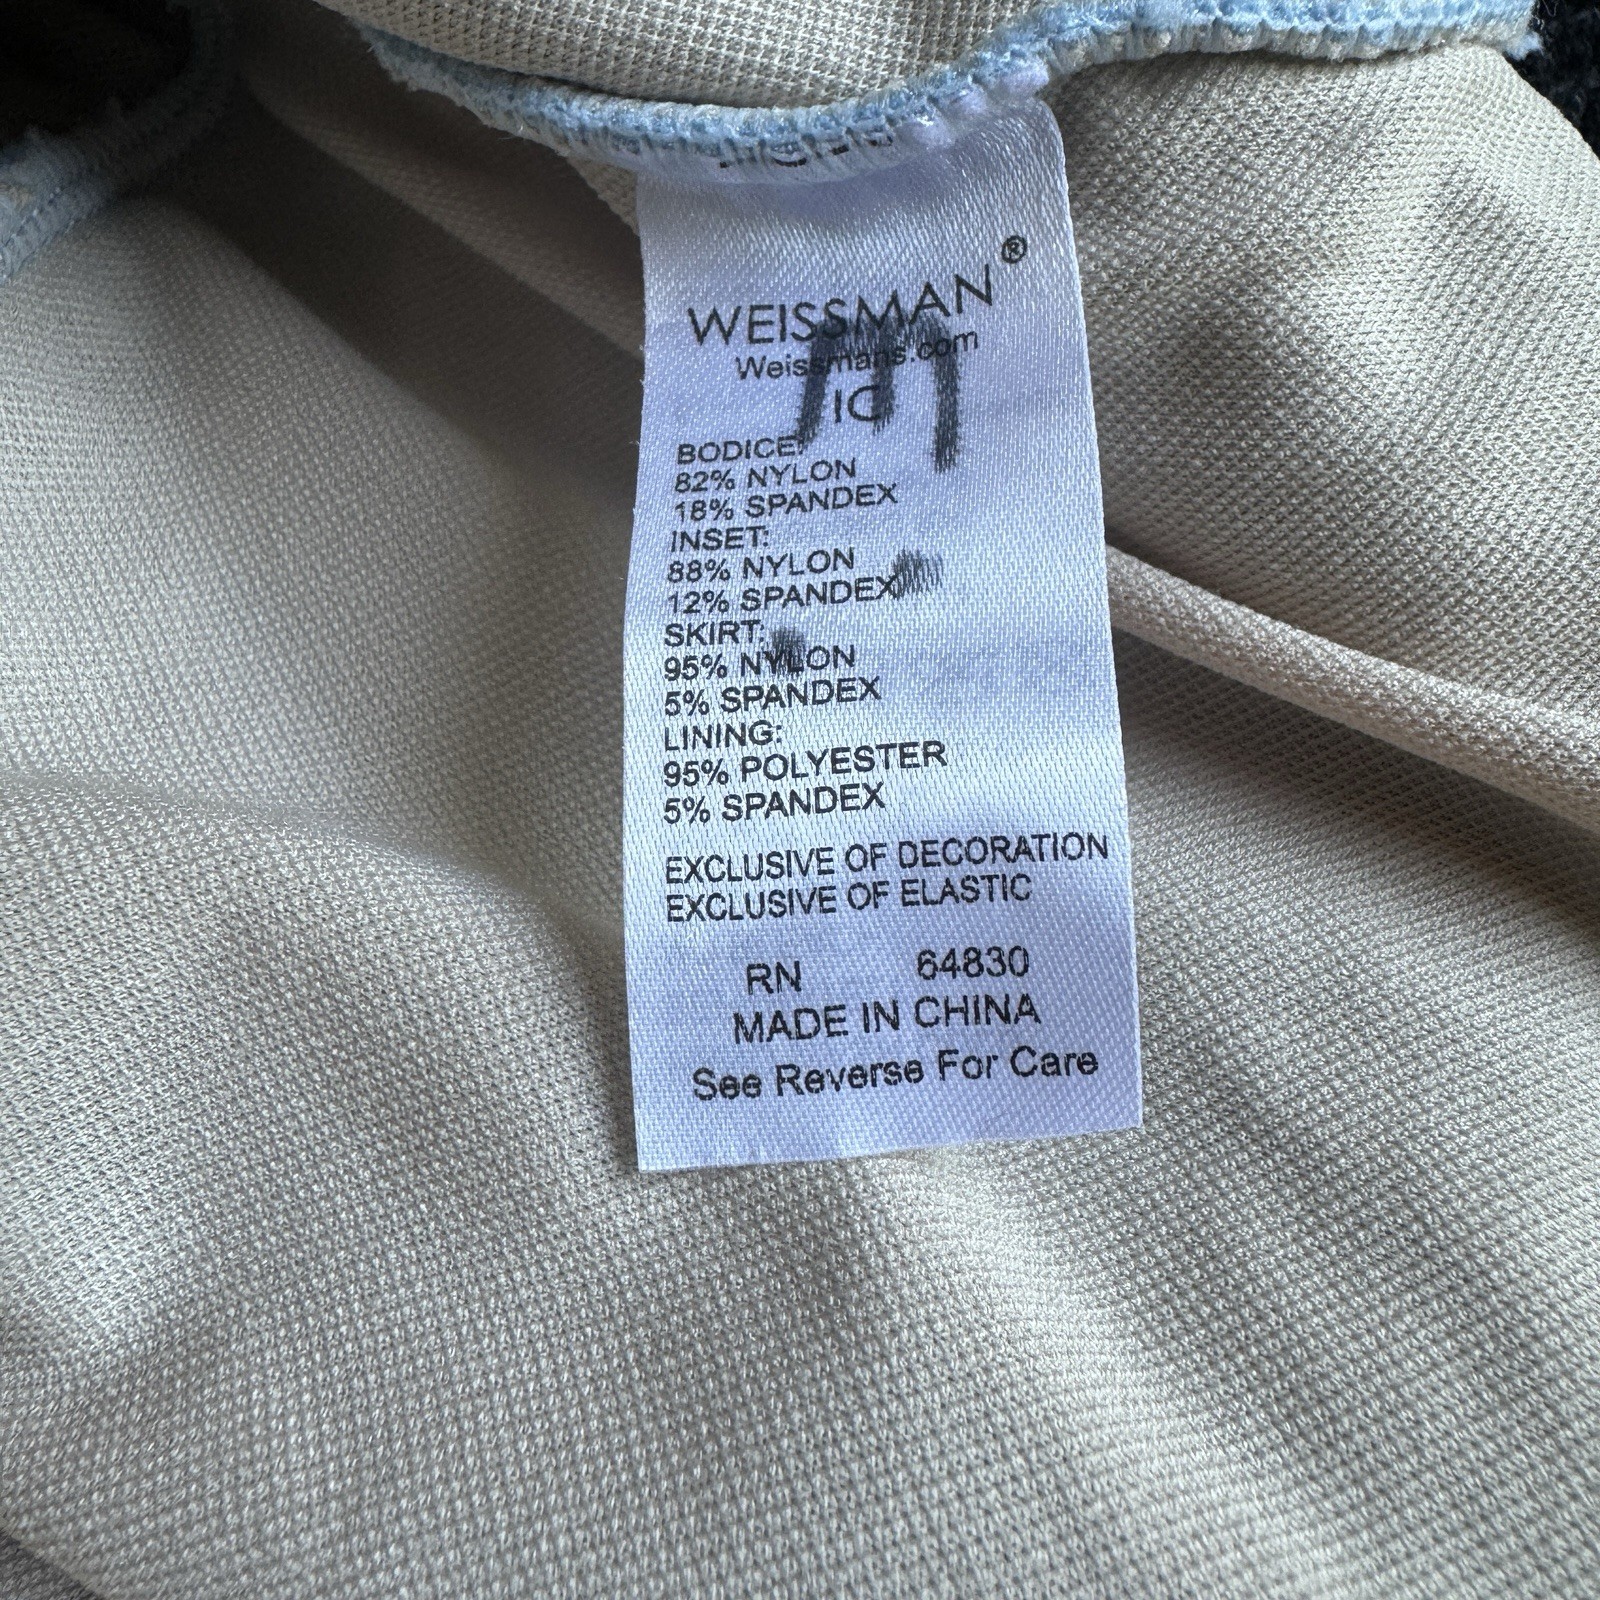 WEISSMAN®
Weissmans.com
IC
BODICE:
82% NYLON
18% SPANDEX
INSET:
88% NYLON
12% SPANDEX
SKIRT:
95% NYLON
5% SPANDEX
LINING:
95% POLYESTER
5% SPANDEX
EXCLUSIVE OF DECORATION
EXCLUSIVE OF ELASTIC
RN 64830
MADE IN CHINA
See Reverse For Care